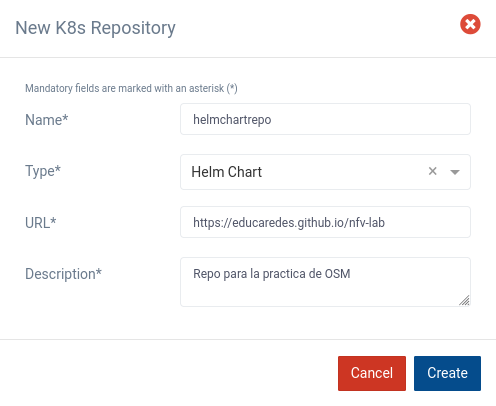 New K8s Repository
Mandatory fields are marked with an asterisk (*)
Name* helmchartrepo
Type* Helm Chart
URL* https://educaredes.github.io/nfv-lab
Description* Repo para la practica de OSM
Cancel Create